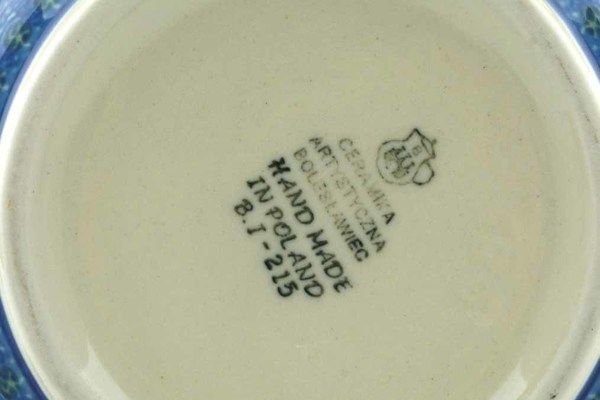 B
CERAMIKA
ARTYSTYCZNA
BOLESŁAWIEC
HAND MADE
IN POLAND
B.I-215